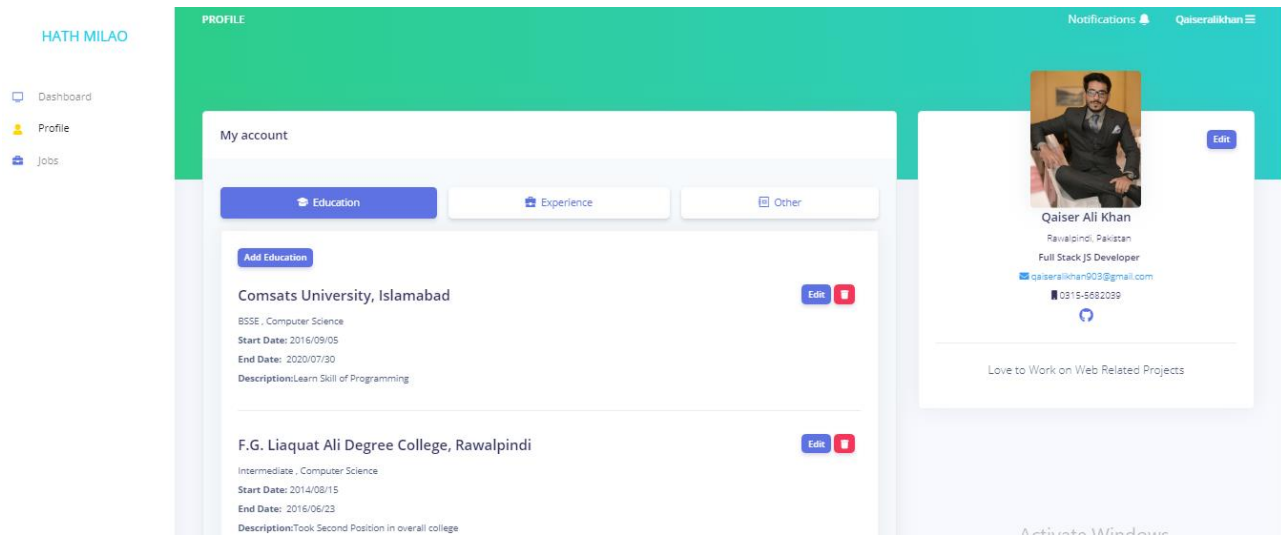 HATH MILAO
PROFILE
Notifications
Qaiseralikhan
Dashboard
Profile
Jobs
My account
Education
Experience
Other
Add Education
Comsats University, Islamabad
Edit
BSSE , Computer Science
Start Date: 2016/09/05
End Date: 2020/07/30
Description:Learn Skill of Programming
F.G. Liaquat Ali Degree College, Rawalpindi
Edit
Intermediate , Computer Science
Start Date: 2014/08/15
End Date: 2016/06/23
Description:Took Second Position in overall college
Edit
Qaiser Ali Khan
Rawalpindi, Pakistan
Full Stack JS Developer
qaiseralikhan903@gmail.com
0315-5682039
Love to Work on Web Related Projects
Activate Windows